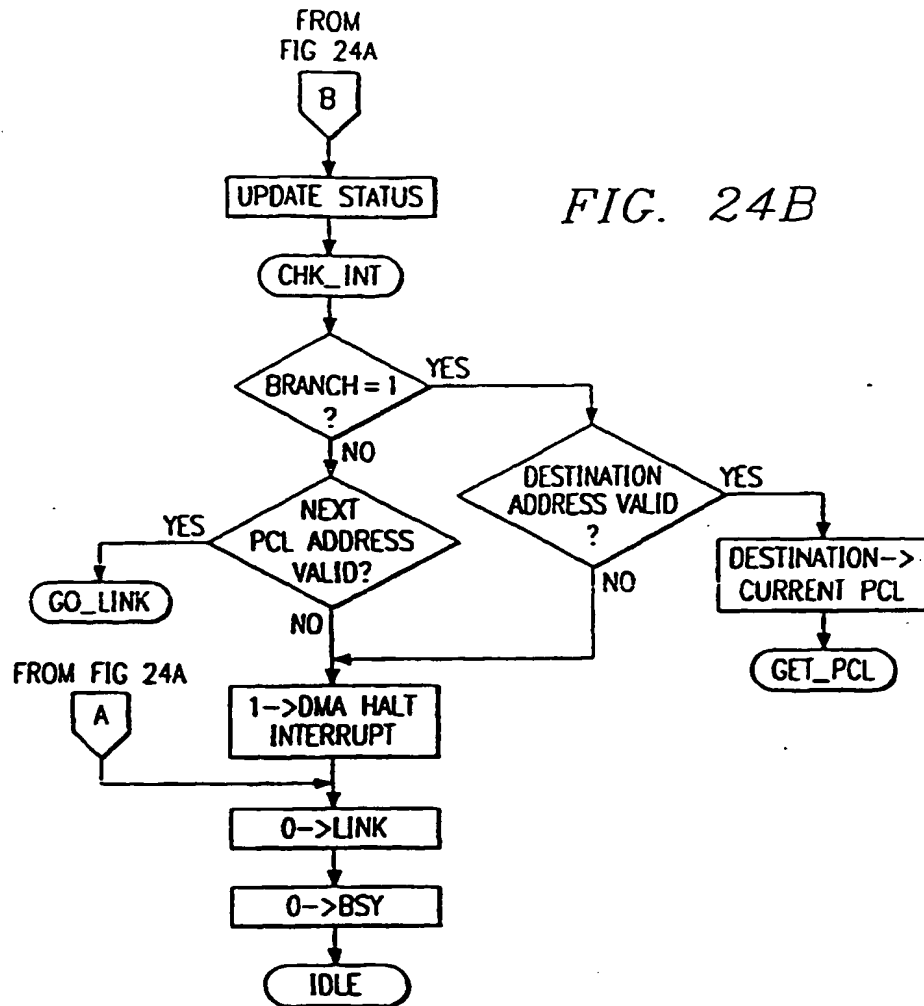 FROM
FIG 24A
B
UPDATE STATUS
FIG. 24B
CHK_INT
BRANCH = 1
?
YES
NO
DESTINATION
ADDRESS VALID
?
YES
NO
NEXT
PCL ADDRESS
VALID?
YES
NO
GO_LINK
DESTINATION->
CURRENT PCL
GET_PCL
FROM FIG 24A
A
1->DMA HALT
INTERRUPT
0->LINK
0->BSY
IDLE